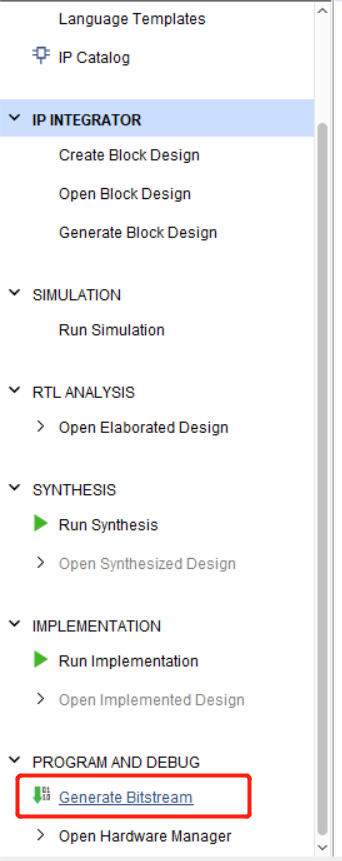 Language Templates
IP Catalog
IP INTEGRATOR
Create Block Design
Open Block Design
Generate Block Design
SIMULATION
Run Simulation
RTL ANALYSIS
Open Elaborated Design
SYNTHESIS
Run Synthesis
Open Synthesized Design
IMPLEMENTATION
Run Implementation
Open Implemented Design
PROGRAM AND DEBUG
Generate Bitstream
Open Hardware Manager